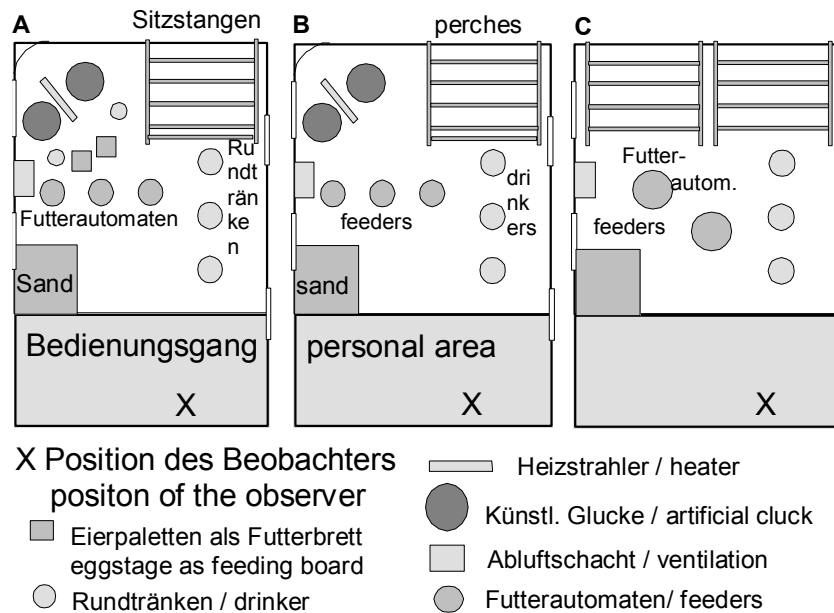 A
Sitzstangen
B
perches
C
Rundtränken
Futterautomaten
Sand
feeders
drinkers
sand
Futter-
autom.
feeders
Bedienungsgang
personal area
X
X
X
X Position des Beobachters
positon of the observer
Eierpaletten als Futterbrett
eggstage as feeding board
Rundtränken / drinker
Heizstrahler / heater
Künstl. Glucke / artificial cluck
Abluftschacht / ventilation
Futterautomaten/ feeders